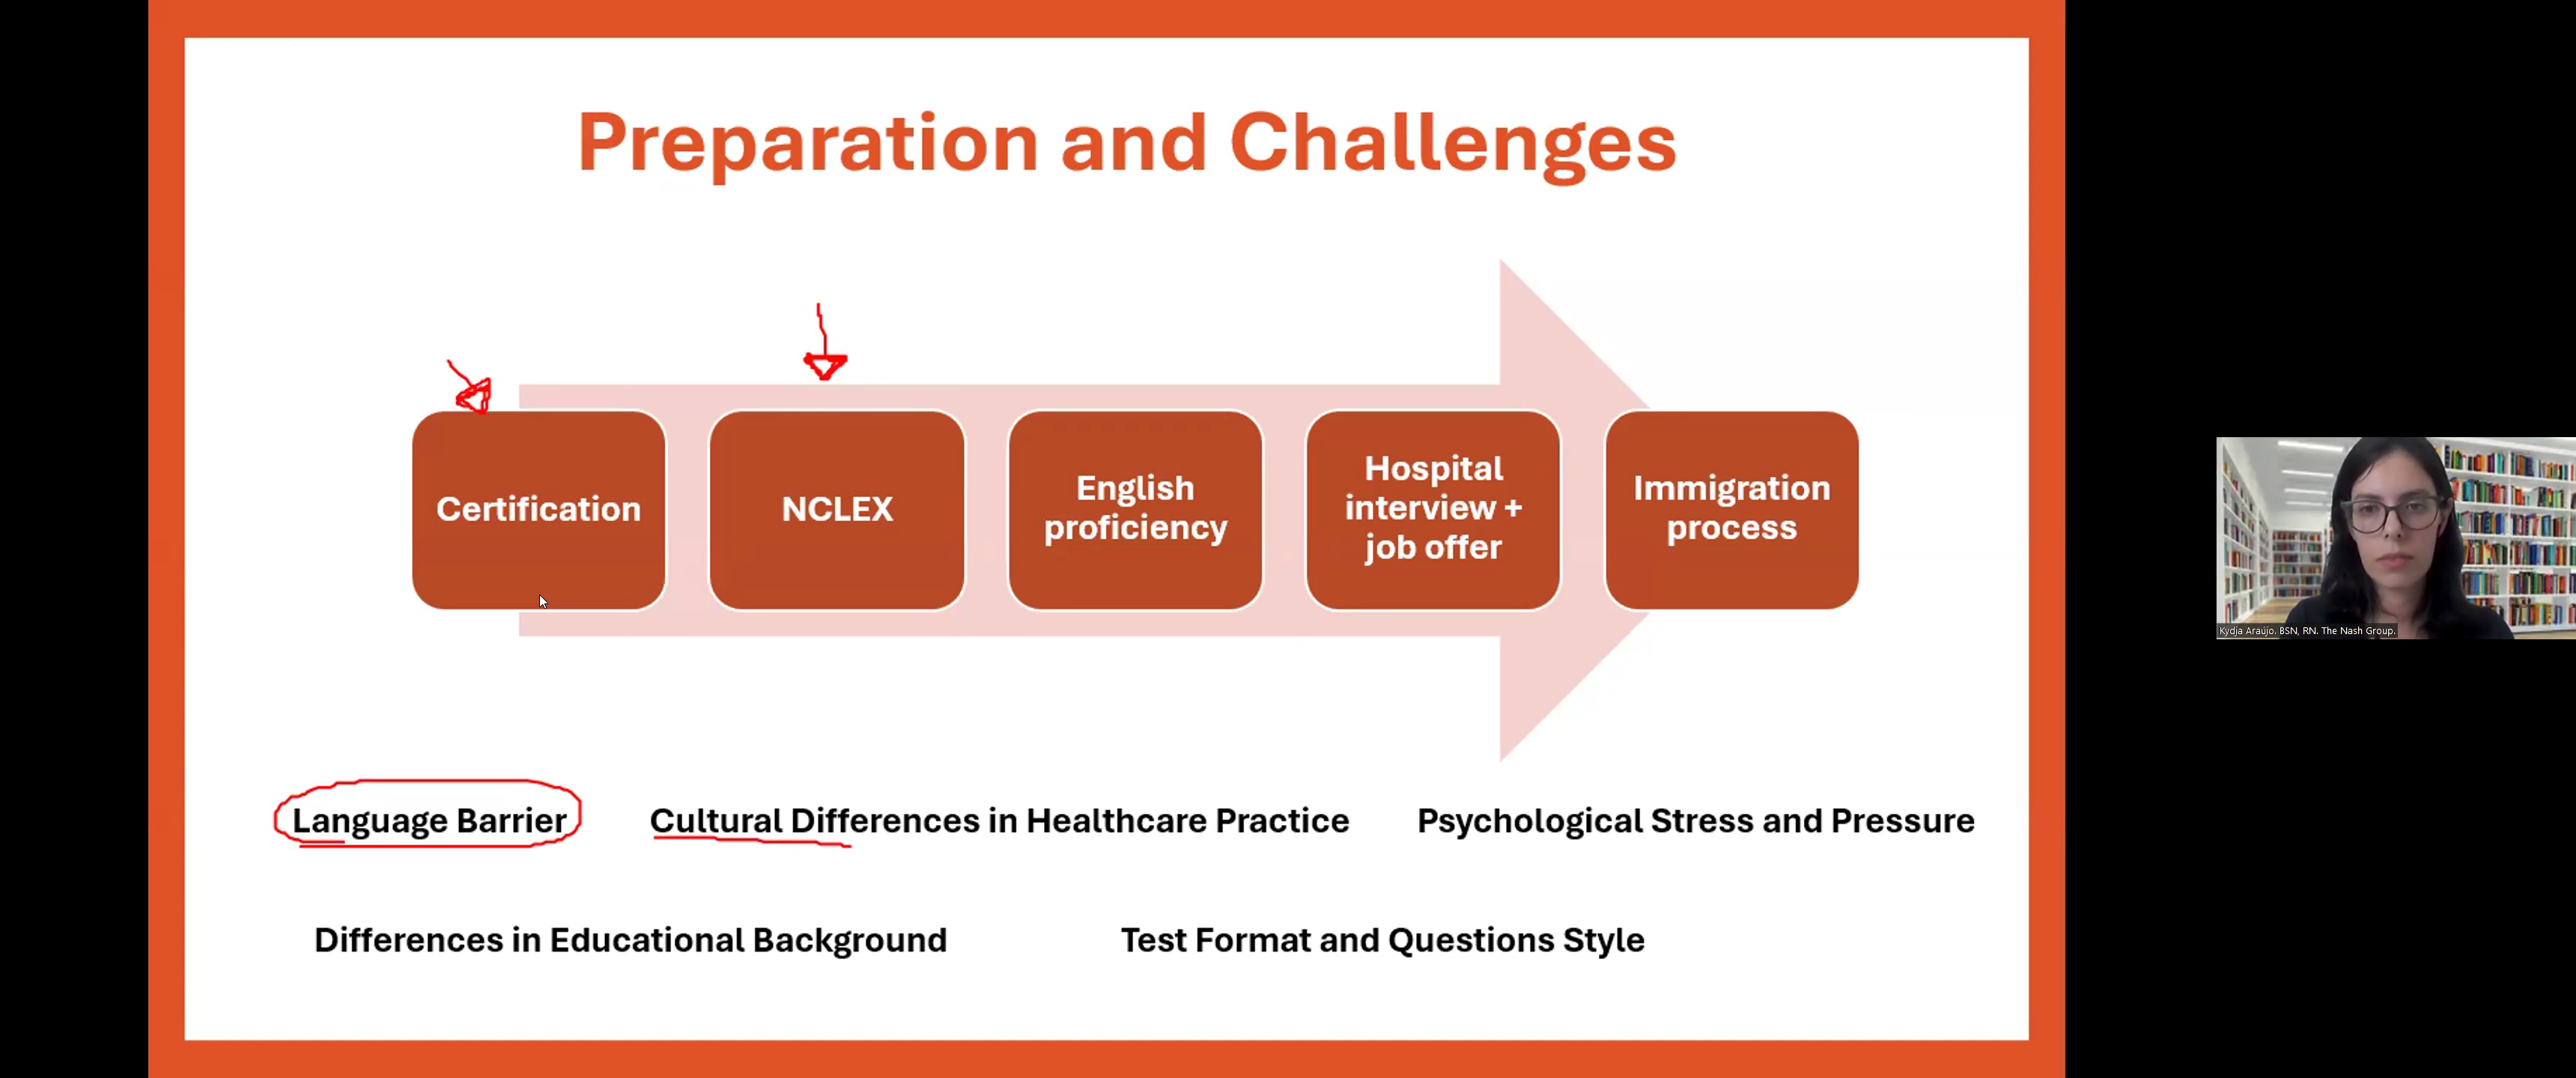 Preparation and Challenges
Certification
NCLEX
English
proficiency
Hospital
interview +
job offer
Immigration
process
Language Barrier
Cultural Differences in Healthcare Practice
Psychological Stress and Pressure
Differences in Educational Background
Test Format and Questions Style
Kydja Araújo. BSN, RN. The Nash Group.